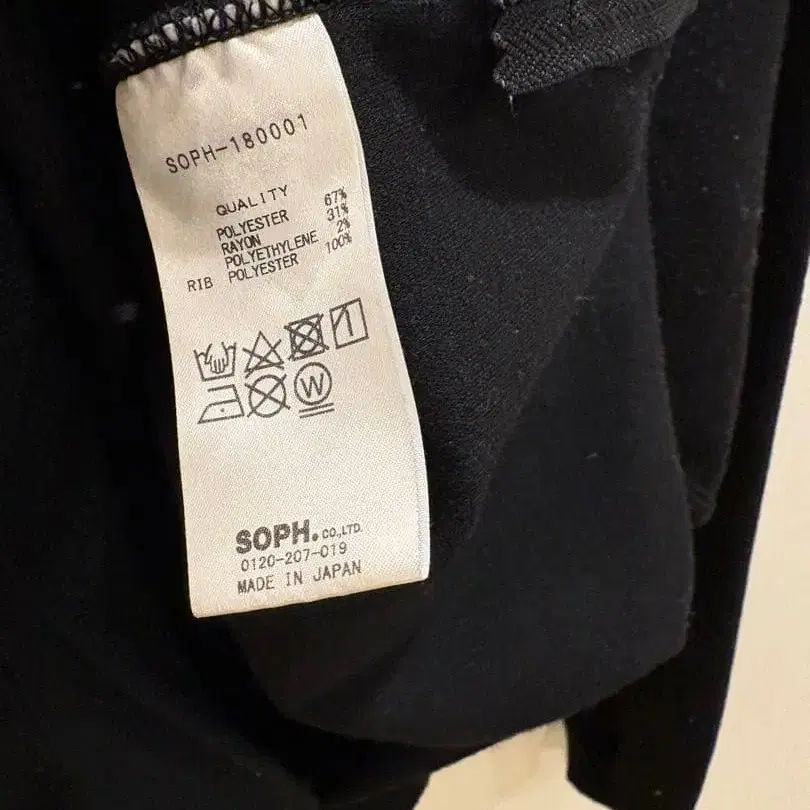 SOPH-180001
QUALITY
POLYESTER 67%
RAYON 31%
POLYETHYLENE 2%
RIB POLYESTER 100%
W
SOPH. CO.,LTD.
0120-207-019
MADE IN JAPAN